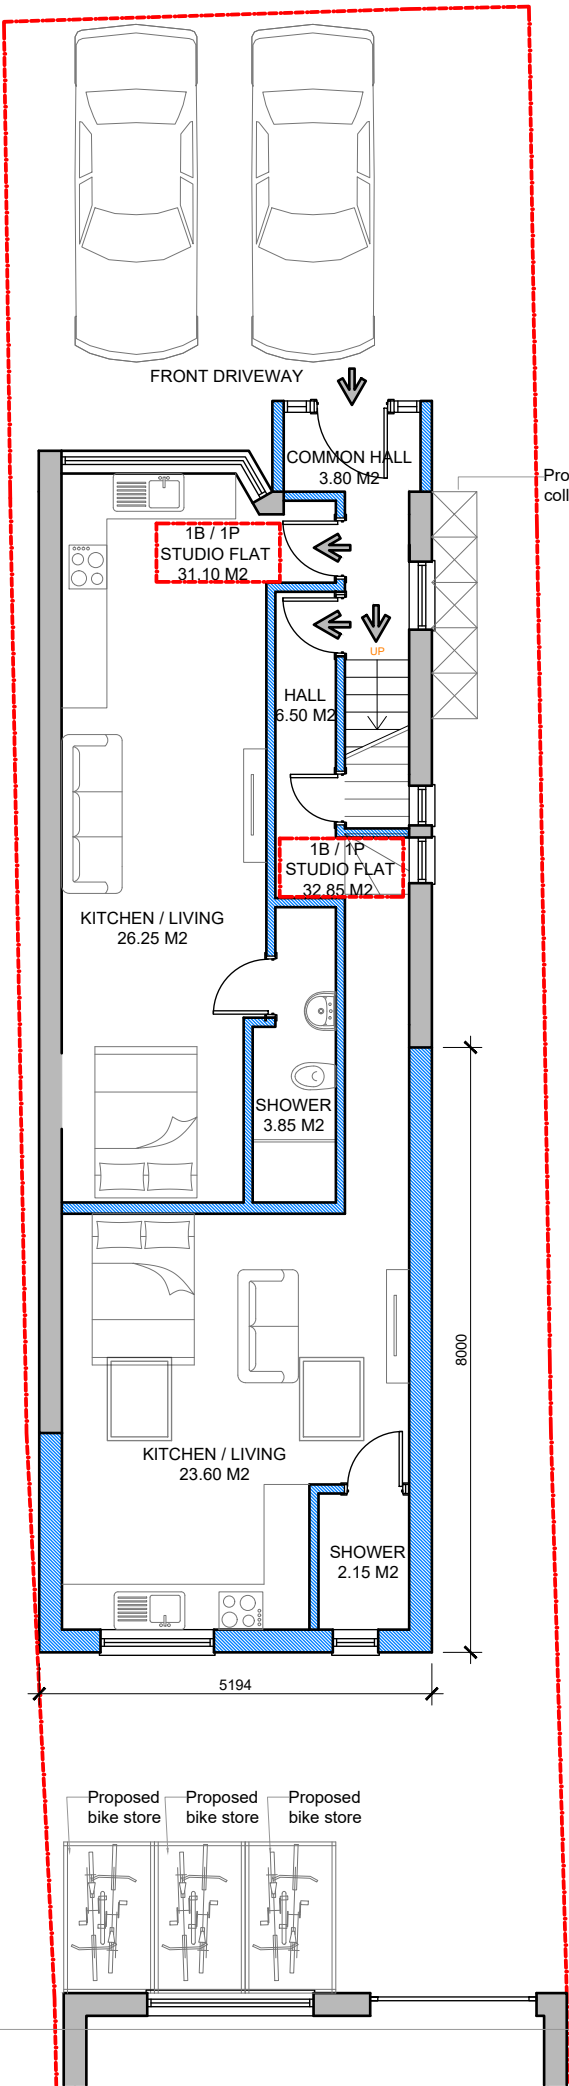 FRONT DRIVEWAY
COMMON HALL
3.80 M2
Pro
coll
1B / 1P
STUDIO FLAT
31.10 M2
UP
HALL
6.50 M2
1B / 1P
STUDIO FLAT
32.85 M2
KITCHEN / LIVING
26.25 M2
SHOWER
3.85 M2
8000
KITCHEN / LIVING
23.60 M2
SHOWER
2.15 M2
5194
Proposed
bike store
Proposed
bike store
Proposed
bike store